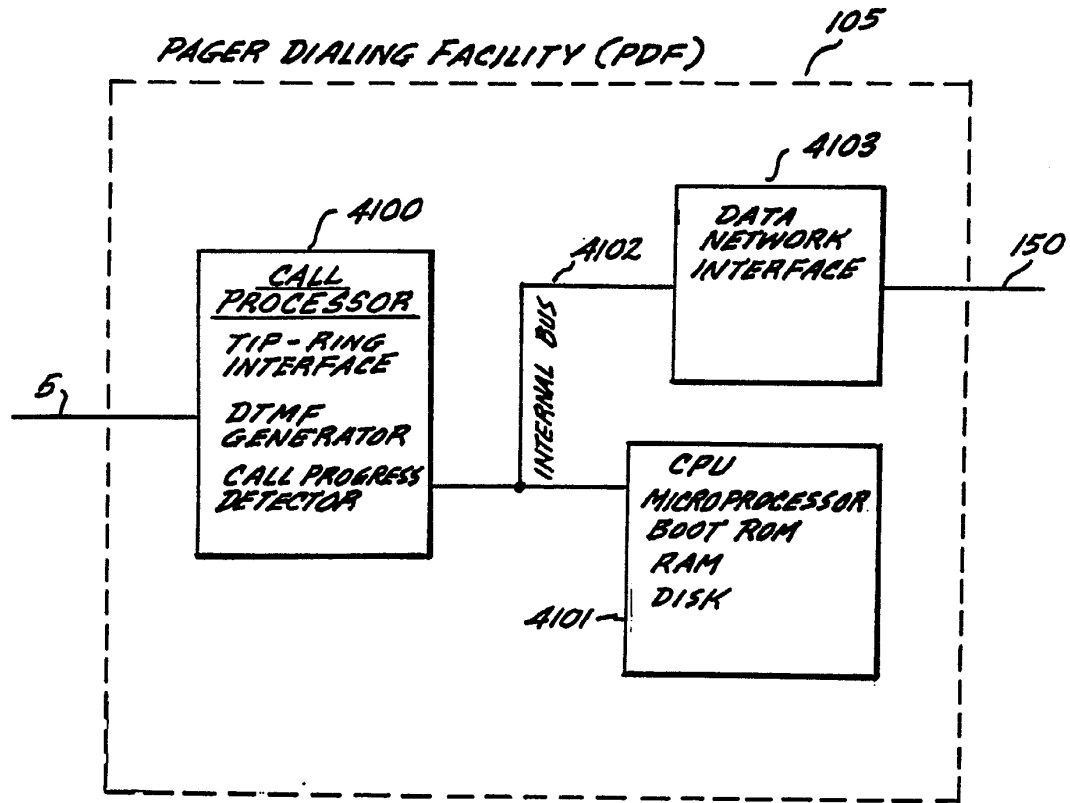 105
PAGER DIALING FACILITY (PDF)
4103
4100
DATA
NETWORK
INTERFACE
4102
150
CALL
PROCESSOR
TIP-RING
INTERFACE
DTMF
GENERATOR
CALL PROGRESS
DETECTOR
5
INTERNAL BUS
CPU
MICROPROCESSOR
BOOT ROM
RAM
DISK
4101